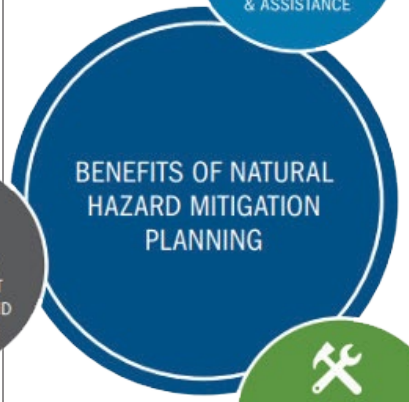 & ASSISTANCE
BENEFITS OF NATURAL
HAZARD MITIGATION
PLANNING